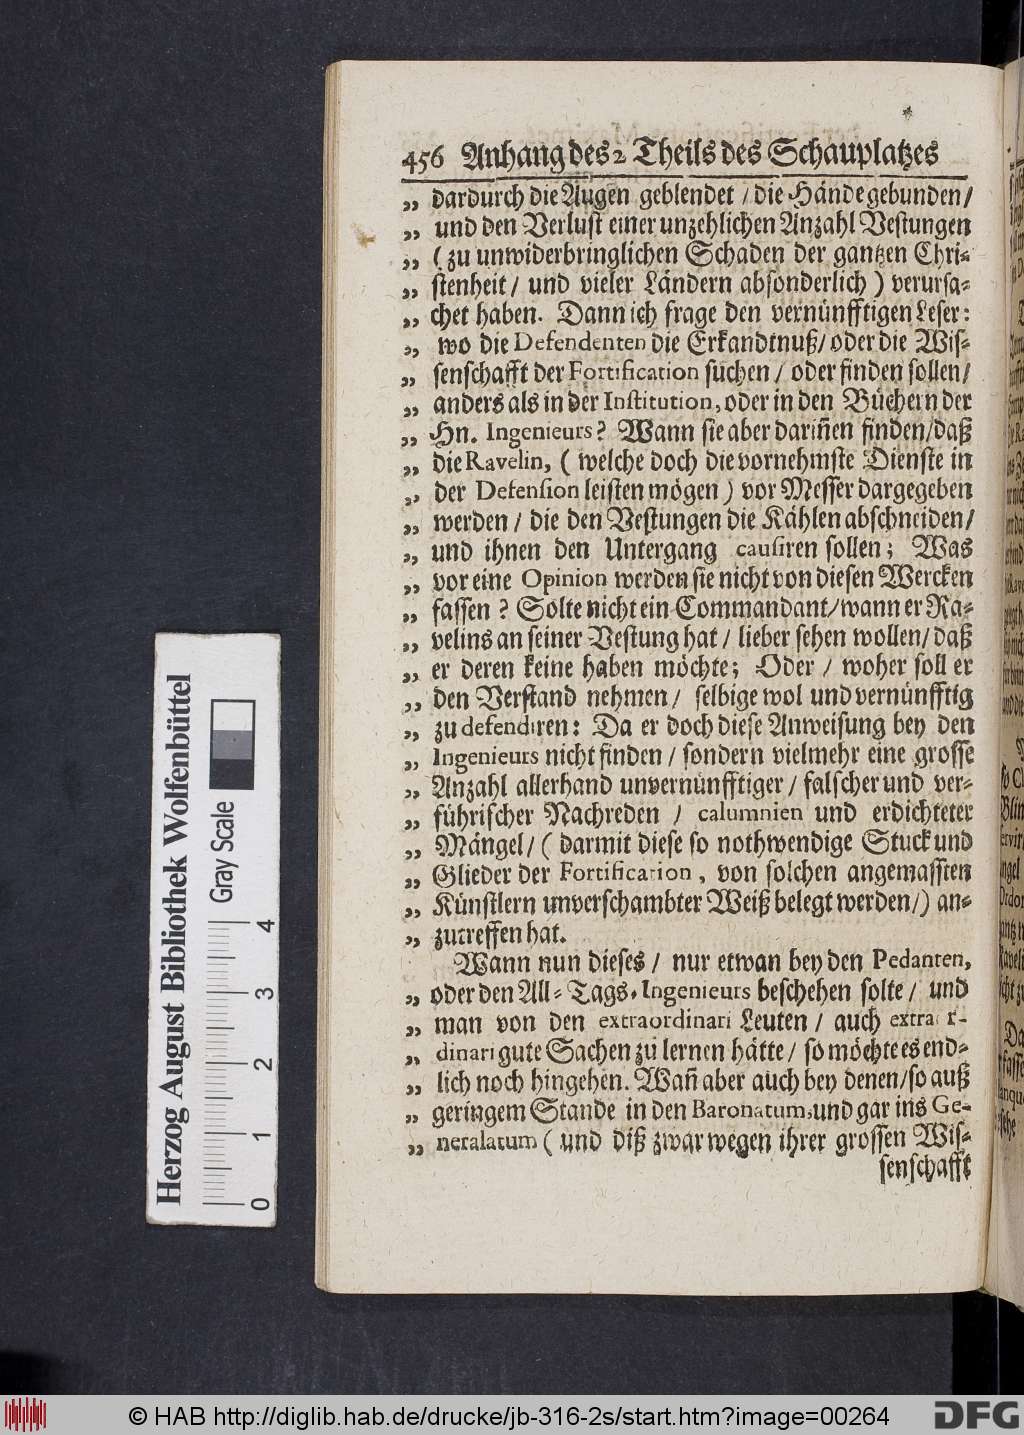 456 Anhang des 2 Theils des Schauplatzes
„ dardurch die Augen geblendet / die Hände gebunden /
„ und den Verlust einer unzehlichen Anzahl Vestungen
„ ( zu unwiderbringlichen Schaden der gantzen Chri-
„ stenheit / und vieler Ländern absonderlich ) verursa-
„ chet haben. Dann ich frage den vernünfftigen Leser:
„ wo die Defendenten die Erkandtnuß / oder die Wis-
„ senschafft der Fortification suchen / oder finden sollen /
„ anders als in der Institution, oder in den Büchern der
„ Hn. Ingenieurs? Wann sie aber dariñen finden / daß
„ die Ravelin, ( welche doch die vornehmste Dienste in
„ der Defension leisten mögen ) vor Messer dargegeben
„ werden / die den Vestungen die Kählen abschneiden /
„ und ihnen den Untergang causiren sollen; Was
„ vor eine Opinion werden sie nicht von diesen Wercken
„ fassen ? Solte nicht ein Commandant / wann er Ra-
„ velins an seiner Vestung hat / lieber sehen wollen / daß
„ er deren keine haben möchte; Oder / woher soll er
„ den Verstand nehmen / selbige wol und vernünfftig
„ zu defendiren: Da er doch diese Anweisung bey den
„ Ingenieurs nicht finden / sondern vielmehr eine grosse
„ Anzahl allerhand unvernünfftiger / falscher und ver-
„ führischer Nachreden / calumnien und erdichteter
„ Mängel / ( darmit diese so nothwendige Stuck und
„ Glieder der Fortification, von solchen angemassten
„ Künstlern unverschambter Weiß belegt werden / ) an-
„ zutreffen hat.
Wann nun dieses / nur etwan bey den Pedanten,
„ oder den All-Tags-Ingenieurs beschehen solte / und
„ man von den extraordinari Leuten / auch extraor-
„ dinari gute Sachen zu lernen hätte / so möchte es end-
„ lich noch hingehen. Wañ aber auch bey denen / so auß
„ geringem Stande in den Baronatum, und gar ins Ge-
„ neralatum ( und diß zwar wegen ihrer grossen Wis-
senschafft
Herzog August Bibliothek Wolfenbüttel
Gray Scale
0 1 2 3 4
© HAB http://diglib.hab.de/drucke/jb-316-2s/start.htm?image=00264
DFG